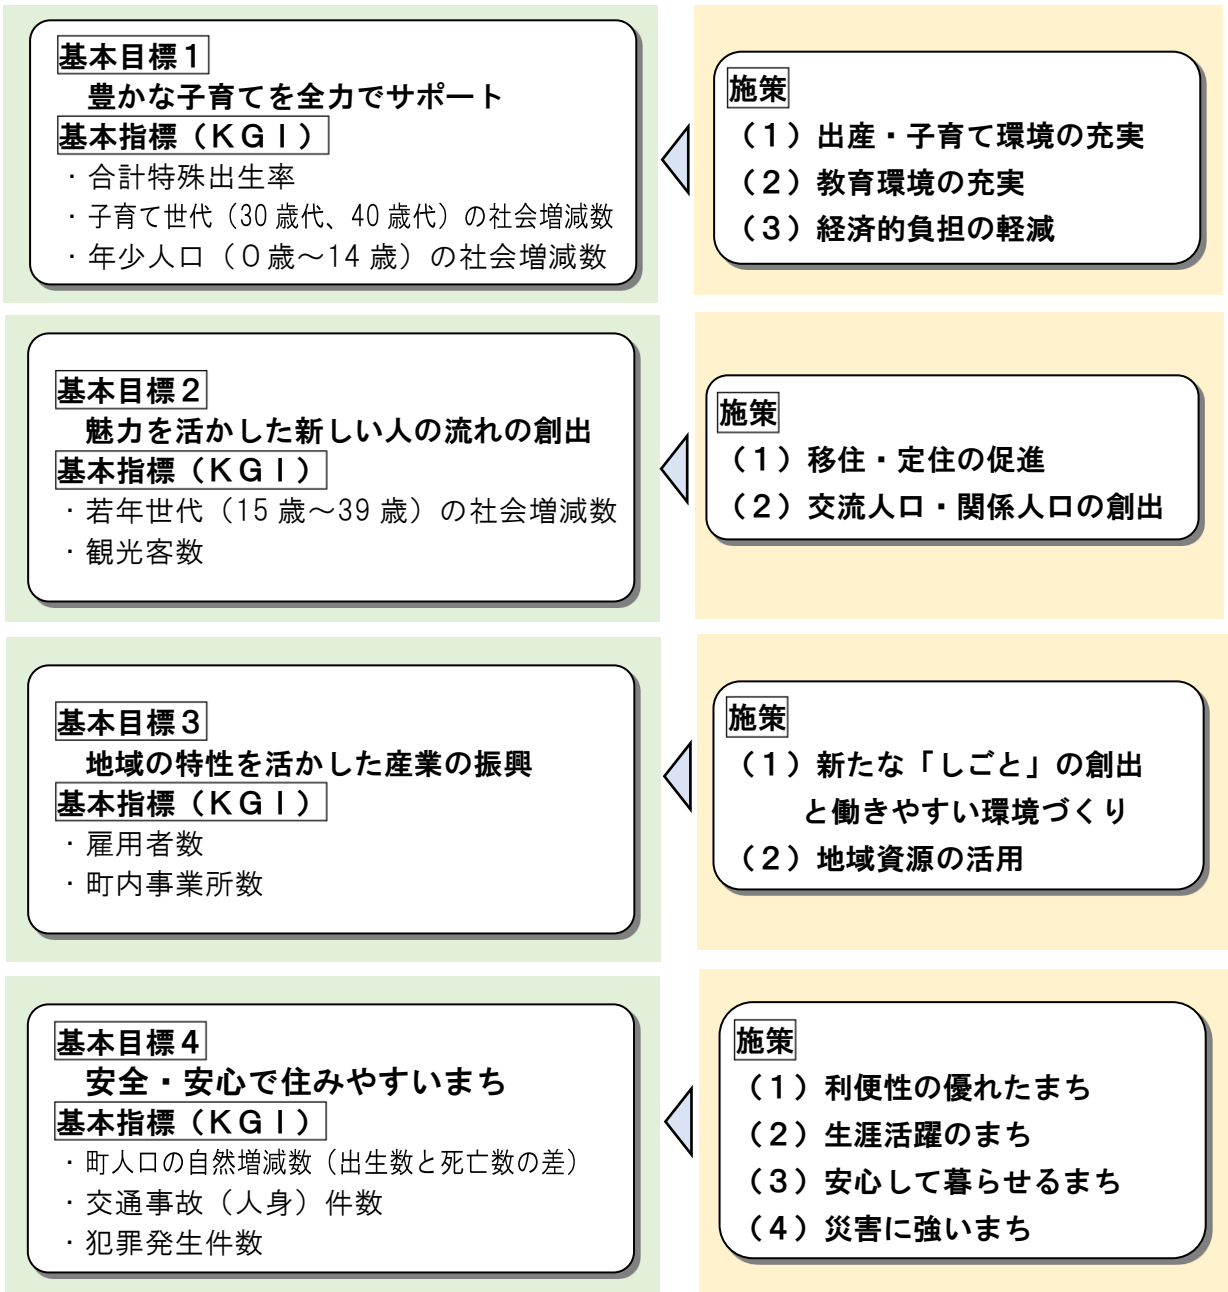 基本目標１
豊かな子育てを全力でサポート
基本指標（ＫＧＩ）
・合計特殊出生率
・子育て世代（30 歳代、40 歳代）の社会増減数
・年少人口（０歳～14 歳）の社会増減数
施策
（１）出産・子育て環境の充実
（２）教育環境の充実
（３）経済的負担の軽減
基本目標２
魅力を活かした新しい人の流れの創出
基本指標（ＫＧＩ）
・若年世代（15 歳～39 歳）の社会増減数
・観光客数
施策
（１）移住・定住の促進
（２）交流人口・関係人口の創出
基本目標３
地域の特性を活かした産業の振興
基本指標（ＫＧＩ）
・雇用者数
・町内事業所数
施策
（１）新たな「しごと」の創出
と働きやすい環境づくり
（２）地域資源の活用
基本目標４
安全・安心で住みやすいまち
基本指標（ＫＧＩ）
・町人口の自然増減数（出生数と死亡数の差）
・交通事故（人身）件数
・犯罪発生件数
施策
（１）利便性の優れたまち
（２）生涯活躍のまち
（３）安心して暮らせるまち
（４）災害に強いまち